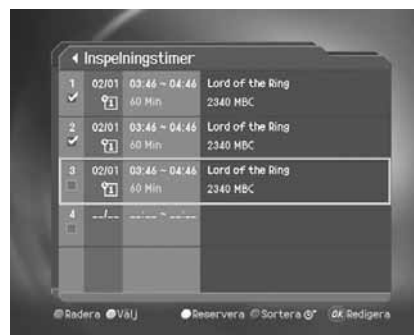 Inspelningstimer
1 02/01 03:46 ~ 04:46 Lord of the Ring
60 Min 2340 MBC
2 02/01 03:46 ~ 04:46 Lord of the Ring
60 Min 2340 MBC
3 02/01 03:46 ~ 04:46 Lord of the Ring
60 Min 2340 MBC
4 --/-- --:-- ~ --:--
Radera Välj Reservera Sortera OK Redigera